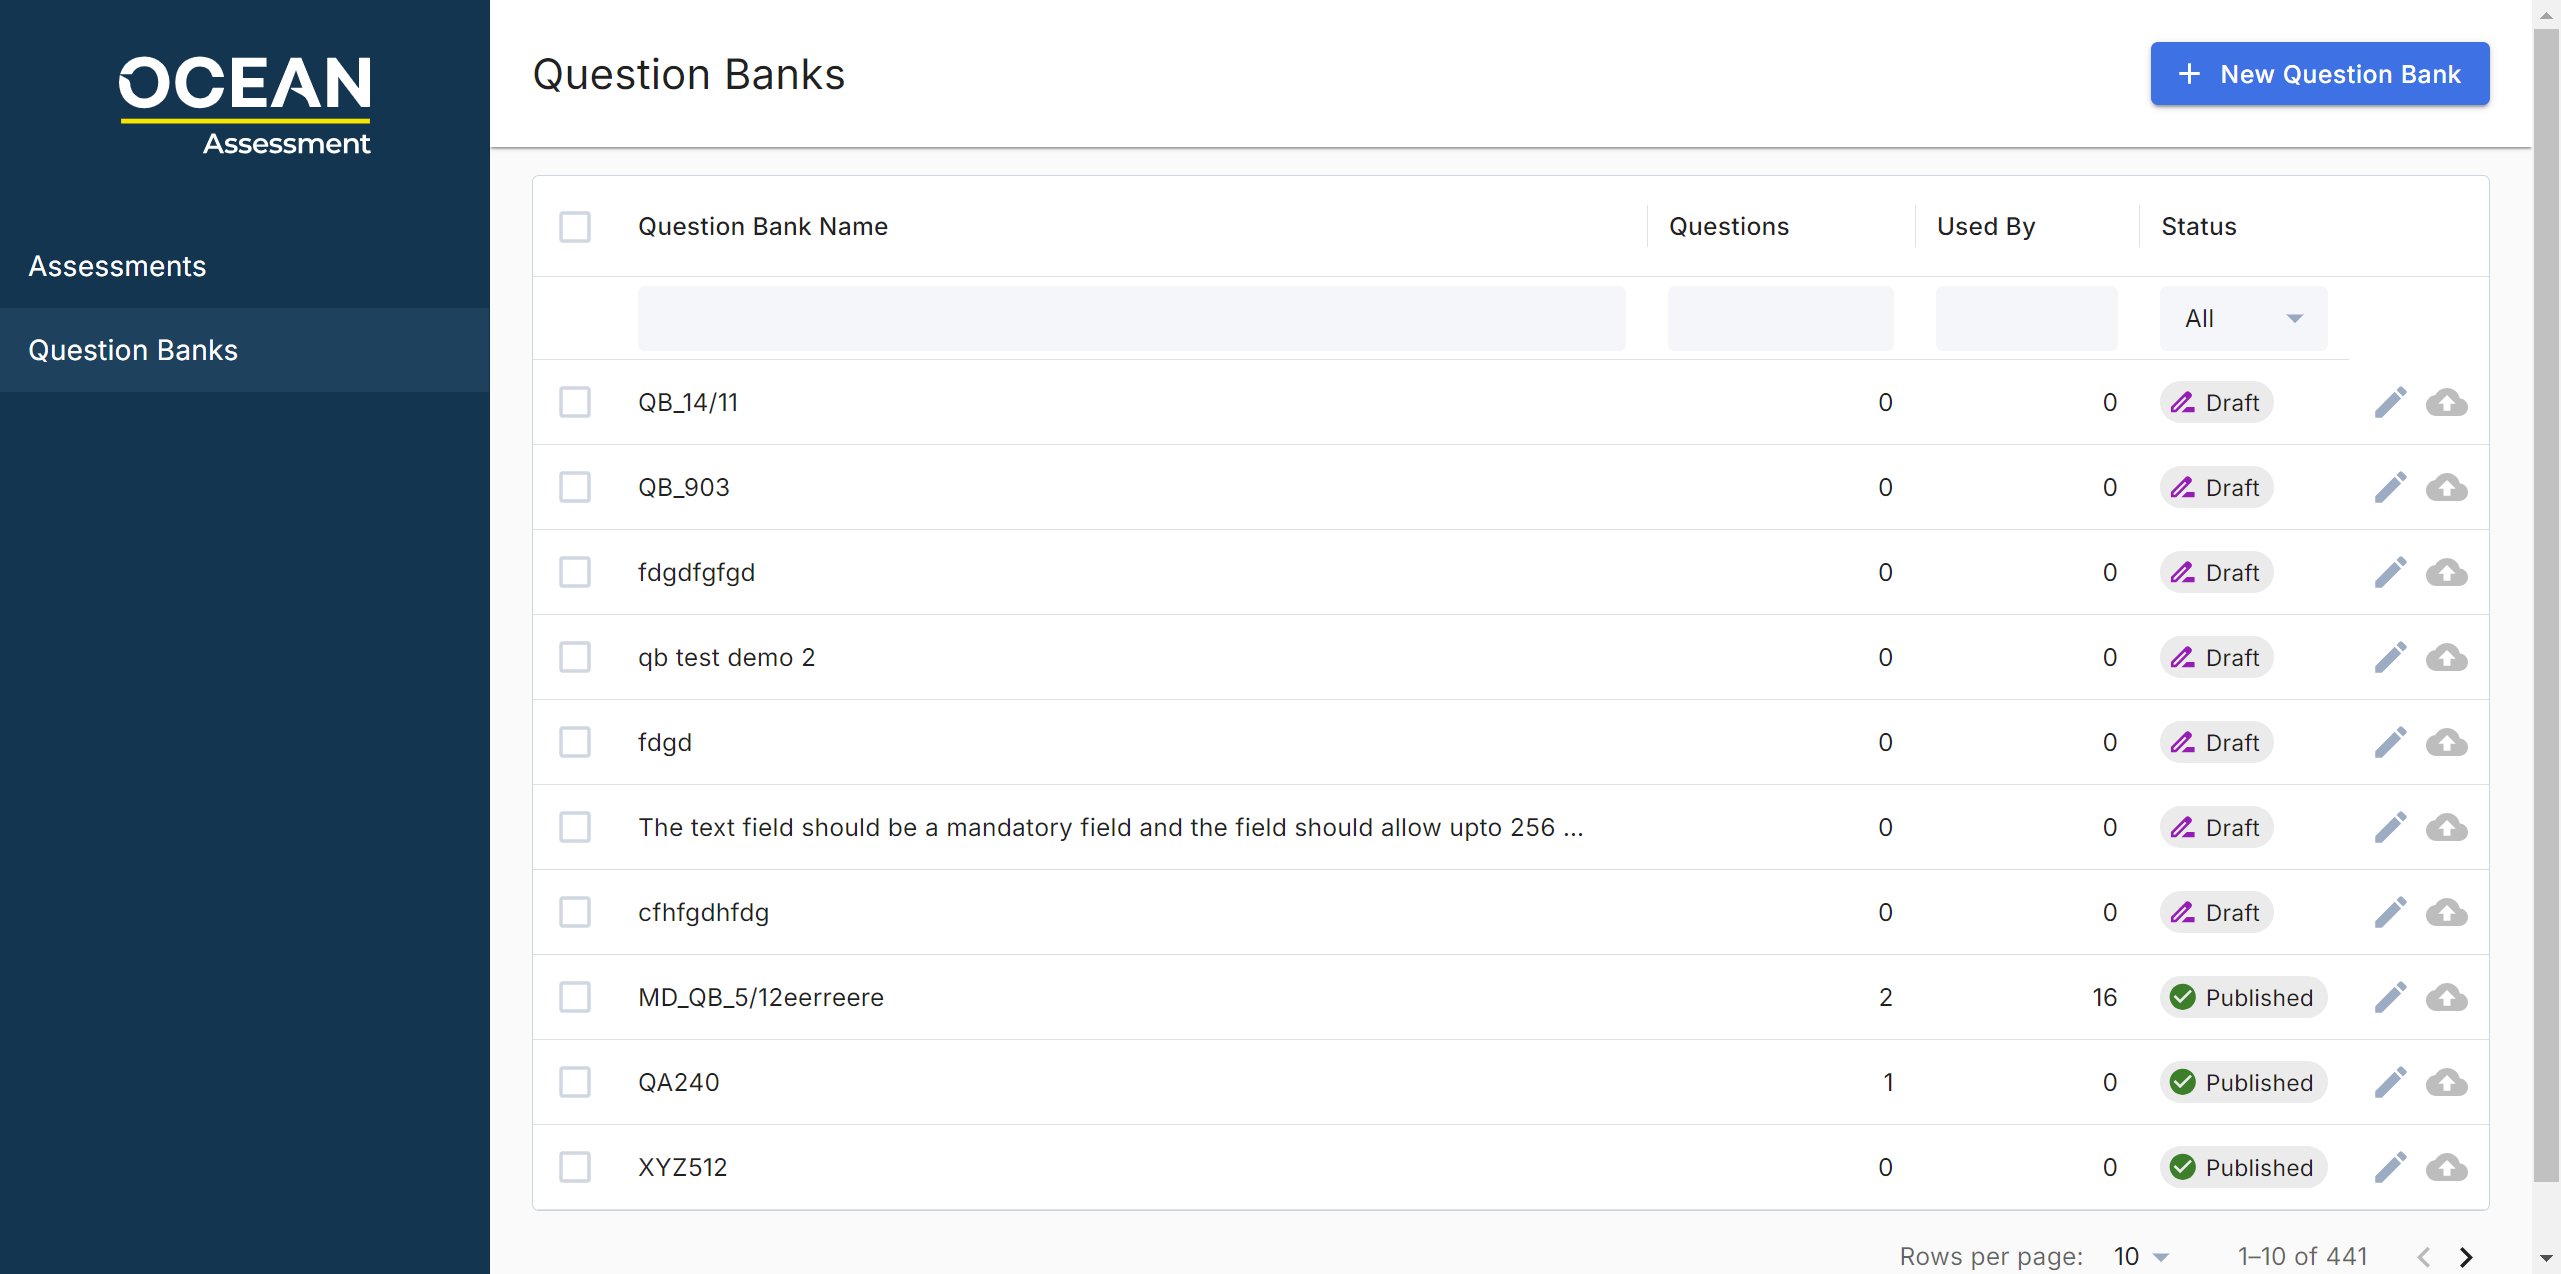 OCEAN
Assessment
Assessments
Question Banks
Question Banks
+ New Question Bank
Question Bank Name Questions Used By Status
All
QB_14/11 0 0 Draft
QB_903 0 0 Draft
fdgdfgfgd 0 0 Draft
qb test demo 2 0 0 Draft
fdgd 0 0 Draft
The text field should be a mandatory field and the field should allow upto 256 ... 0 0 Draft
cfhfgdhfdg 0 0 Draft
MD_QB_5/12eerreere 2 16 Published
QA240 1 0 Published
XYZ512 0 0 Published
Rows per page: 10 1–10 of 441